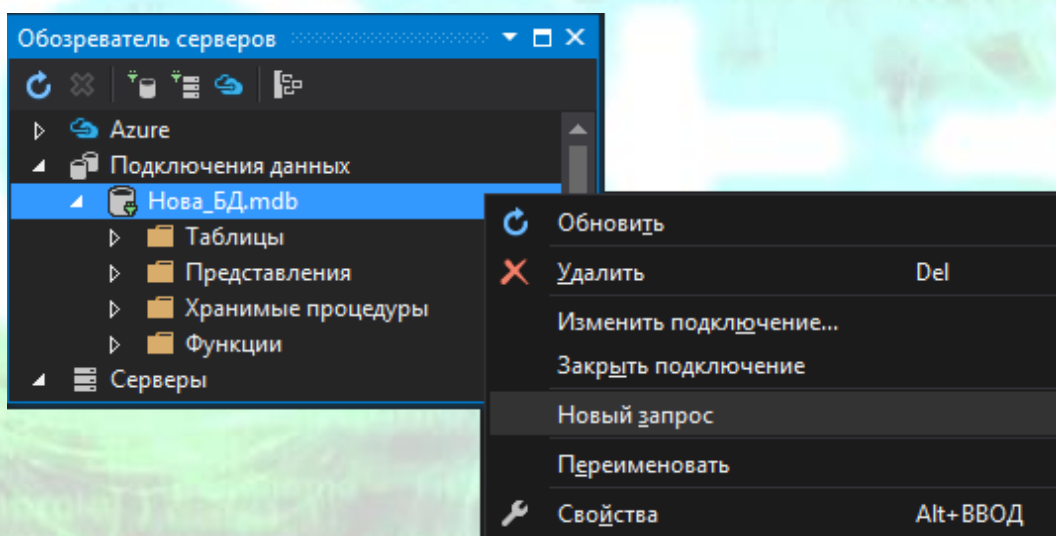 Обозреватель серверов
Azure
Подключения данных
Нова_БД.mdb
Таблицы
Представления
Хранимые процедуры
Функции
Серверы
Обновить
Удалить Del
Изменить подключение...
Закрыть подключение
Новый запрос
Переименовать
Свойства Alt+ВВОД